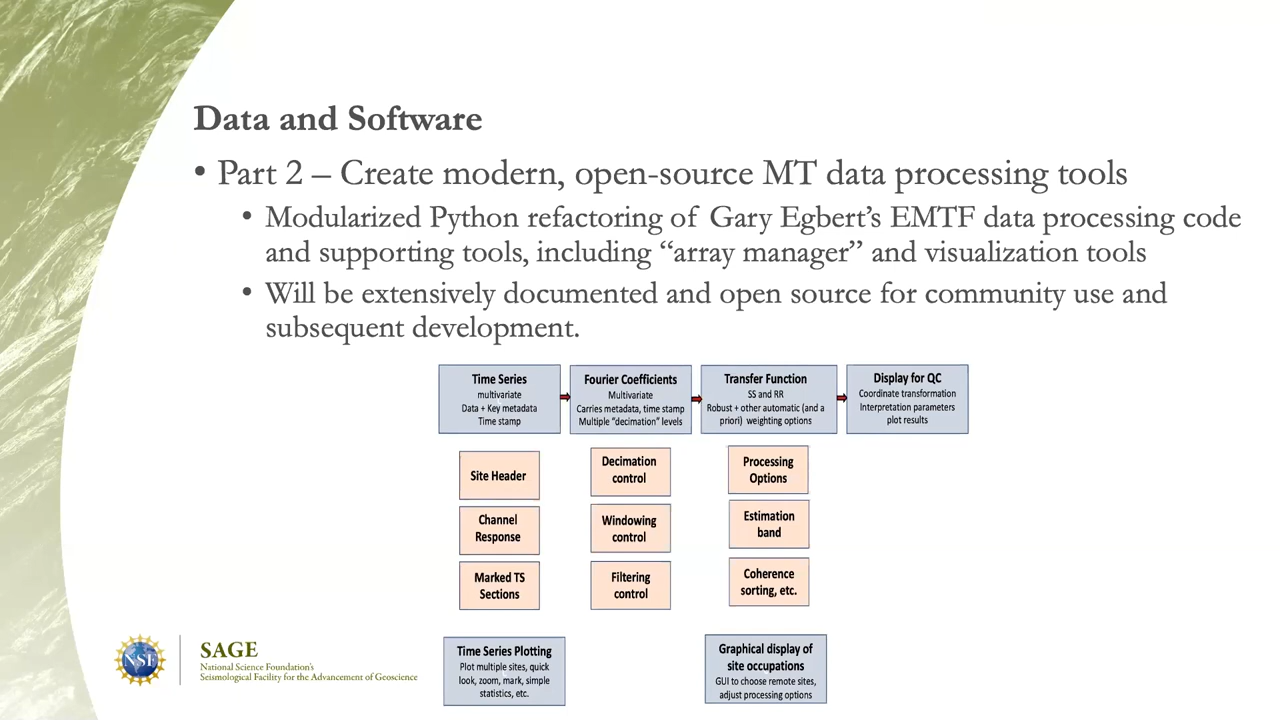 Data and Software
• Part 2 – Create modern, open-source MT data processing tools
• Modularized Python refactoring of Gary Egbert’s EMTF data processing code
and supporting tools, including “array manager” and visualization tools
• Will be extensively documented and open source for community use and
subsequent development.
Time Series
multivariate
Data + Key metadata
Time stamp
Fourier Coefficients
Multivariate
Carries metadata, time stamp
Multiple “decimation” levels
Transfer Function
SS and RR
Robust + other automatic (and a
priori) weighting options
Display for QC
Coordinate transformation
Interpretation parameters
plot results
Site Header
Decimation
control
Processing
Options
Channel
Response
Windowing
control
Estimation
band
Marked TS
Sections
Filtering
control
Coherence
sorting, etc.
Time Series Plotting
Plot multiple sites, quick
look, zoom, mark, simple
statistics, etc.
Graphical display of
site occupations
GUI to choose remote sites,
adjust processing options
NSF
SAGE
National Science Foundation’s
Seismological Facility for the Advancement of Geoscience